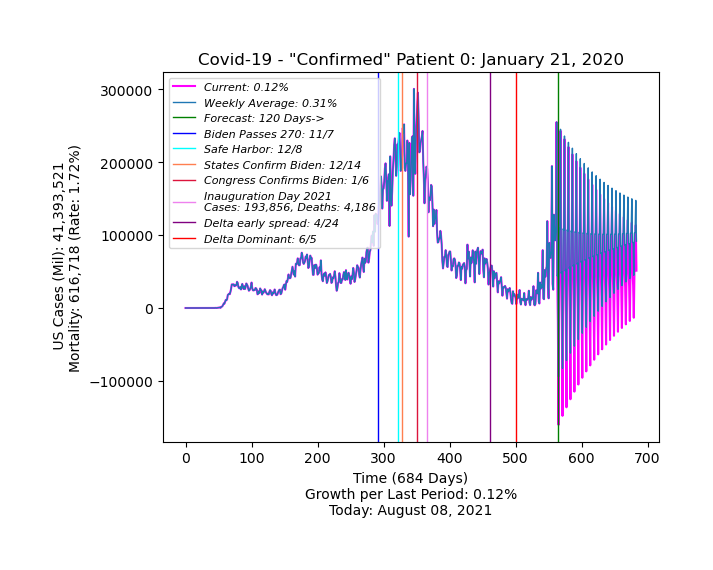 Covid-19 - "Confirmed" Patient 0: January 21, 2020
US Cases (Mil): 41,393,521
Mortality: 616,718 (Rate: 1.72%)
300000
200000
100000
0
−100000
Current: 0.12%
Weekly Average: 0.31%
Forecast: 120 Days->
Biden Passes 270: 11/7
Safe Harbor: 12/8
States Confirm Biden: 12/14
Congress Confirms Biden: 1/6
Inauguration Day 2021
Cases: 193,856, Deaths: 4,186
Delta early spread: 4/24
Delta Dominant: 6/5
0 100 200 300 400 500 600 700
Time (684 Days)
Growth per Last Period: 0.12%
Today: August 08, 2021